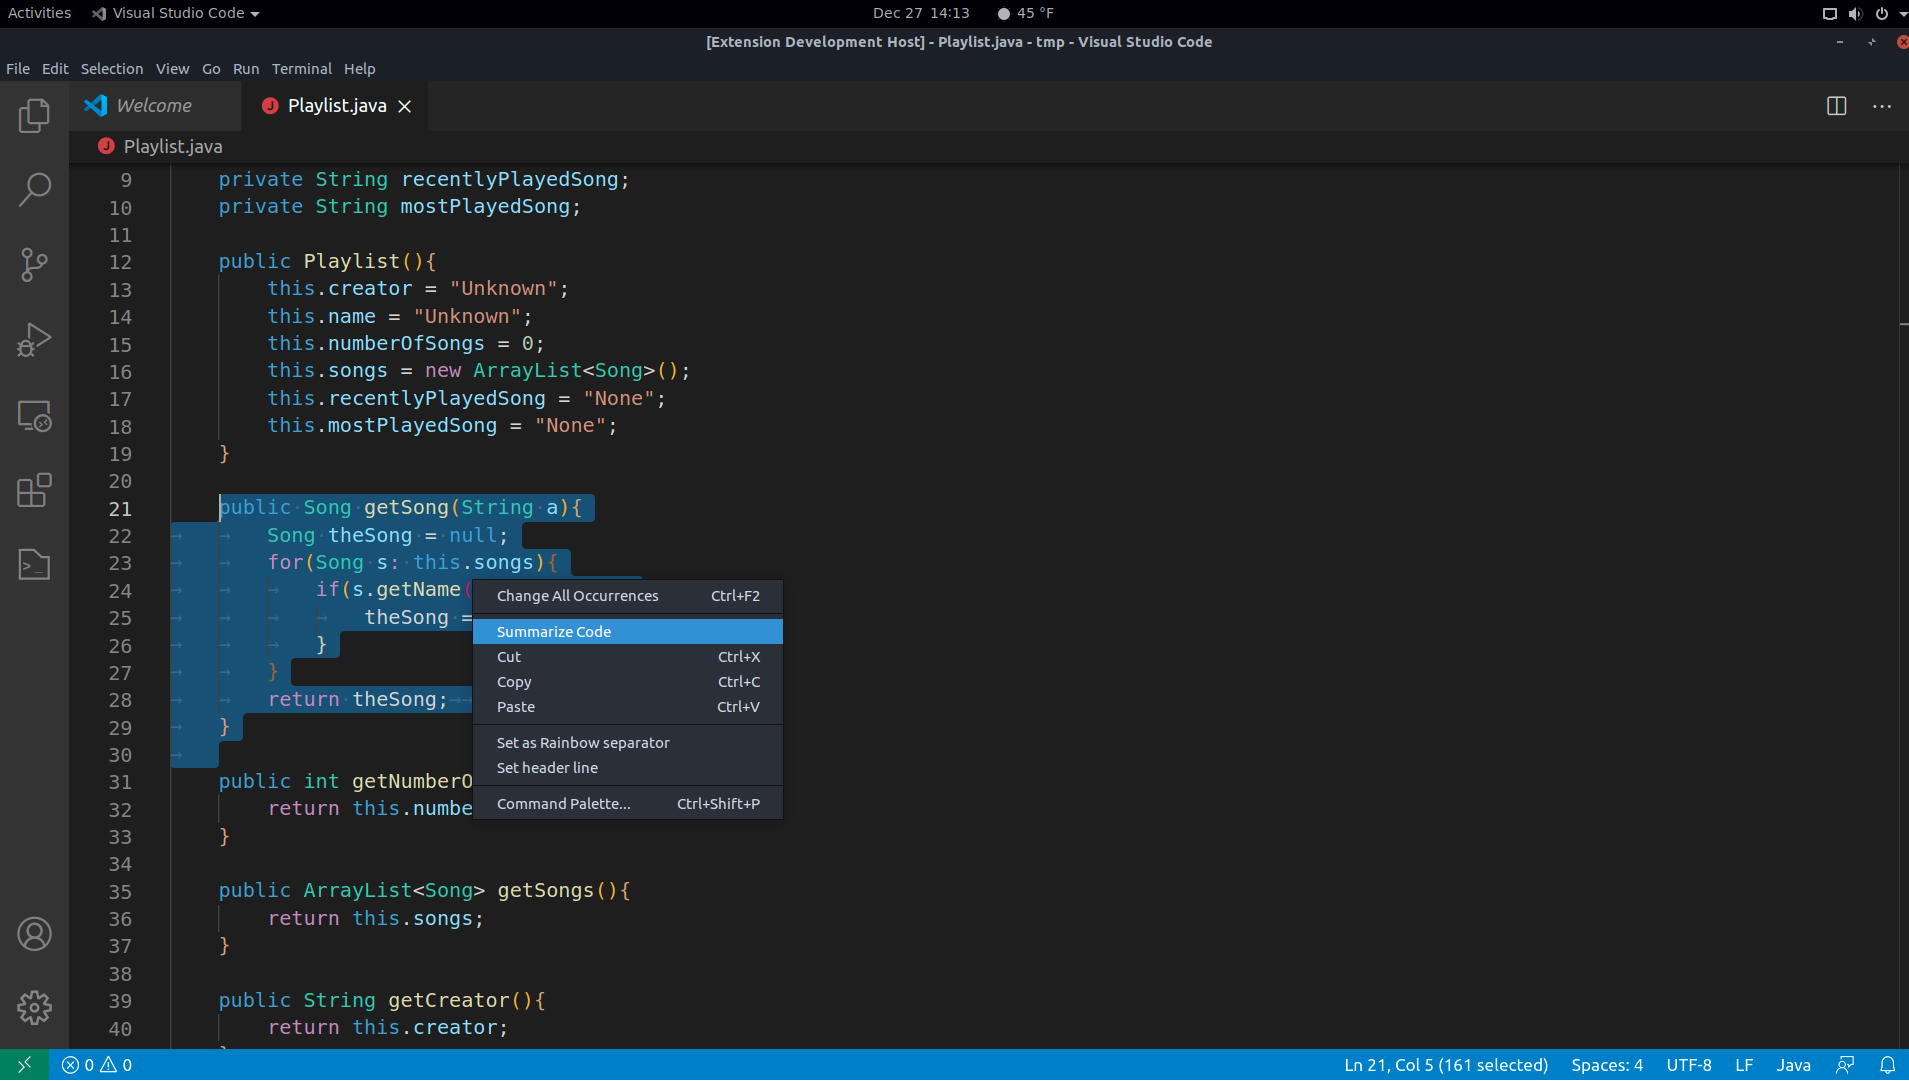 Activities Visual Studio Code Dec 27 14:13 45 °F
[Extension Development Host] - Playlist.java - tmp - Visual Studio Code
File Edit Selection View Go Run Terminal Help
Welcome Playlist.java
Playlist.java
9 private String recentlyPlayedSong;
10 private String mostPlayedSong;
11
12 public Playlist(){
13 this.creator = "Unknown";
14 this.name = "Unknown";
15 this.numberOfSongs = 0;
16 this.songs = new ArrayList<Song>();
17 this.recentlyPlayedSong = "None";
18 this.mostPlayedSong = "None";
19 }
20
21 public Song getSong(String a){
22 Song theSong = null;
23 for(Song s: this.songs){
24 if(s.getName(
25 theSong =
26 }
27 }
28 return theSong;
29 }
30
31 public int getNumberO
32 return this.numbe
33 }
34
35 public ArrayList<Song> getSongs(){
36 return this.songs;
37 }
38
39 public String getCreator(){
40 return this.creator;
Change All Occurrences Ctrl+F2
Summarize Code
Cut Ctrl+X
Copy Ctrl+C
Paste Ctrl+V
Set as Rainbow separator
Set header line
Command Palette... Ctrl+Shift+P
0 0 Ln 21, Col 5 (161 selected) Spaces: 4 UTF-8 LF Java